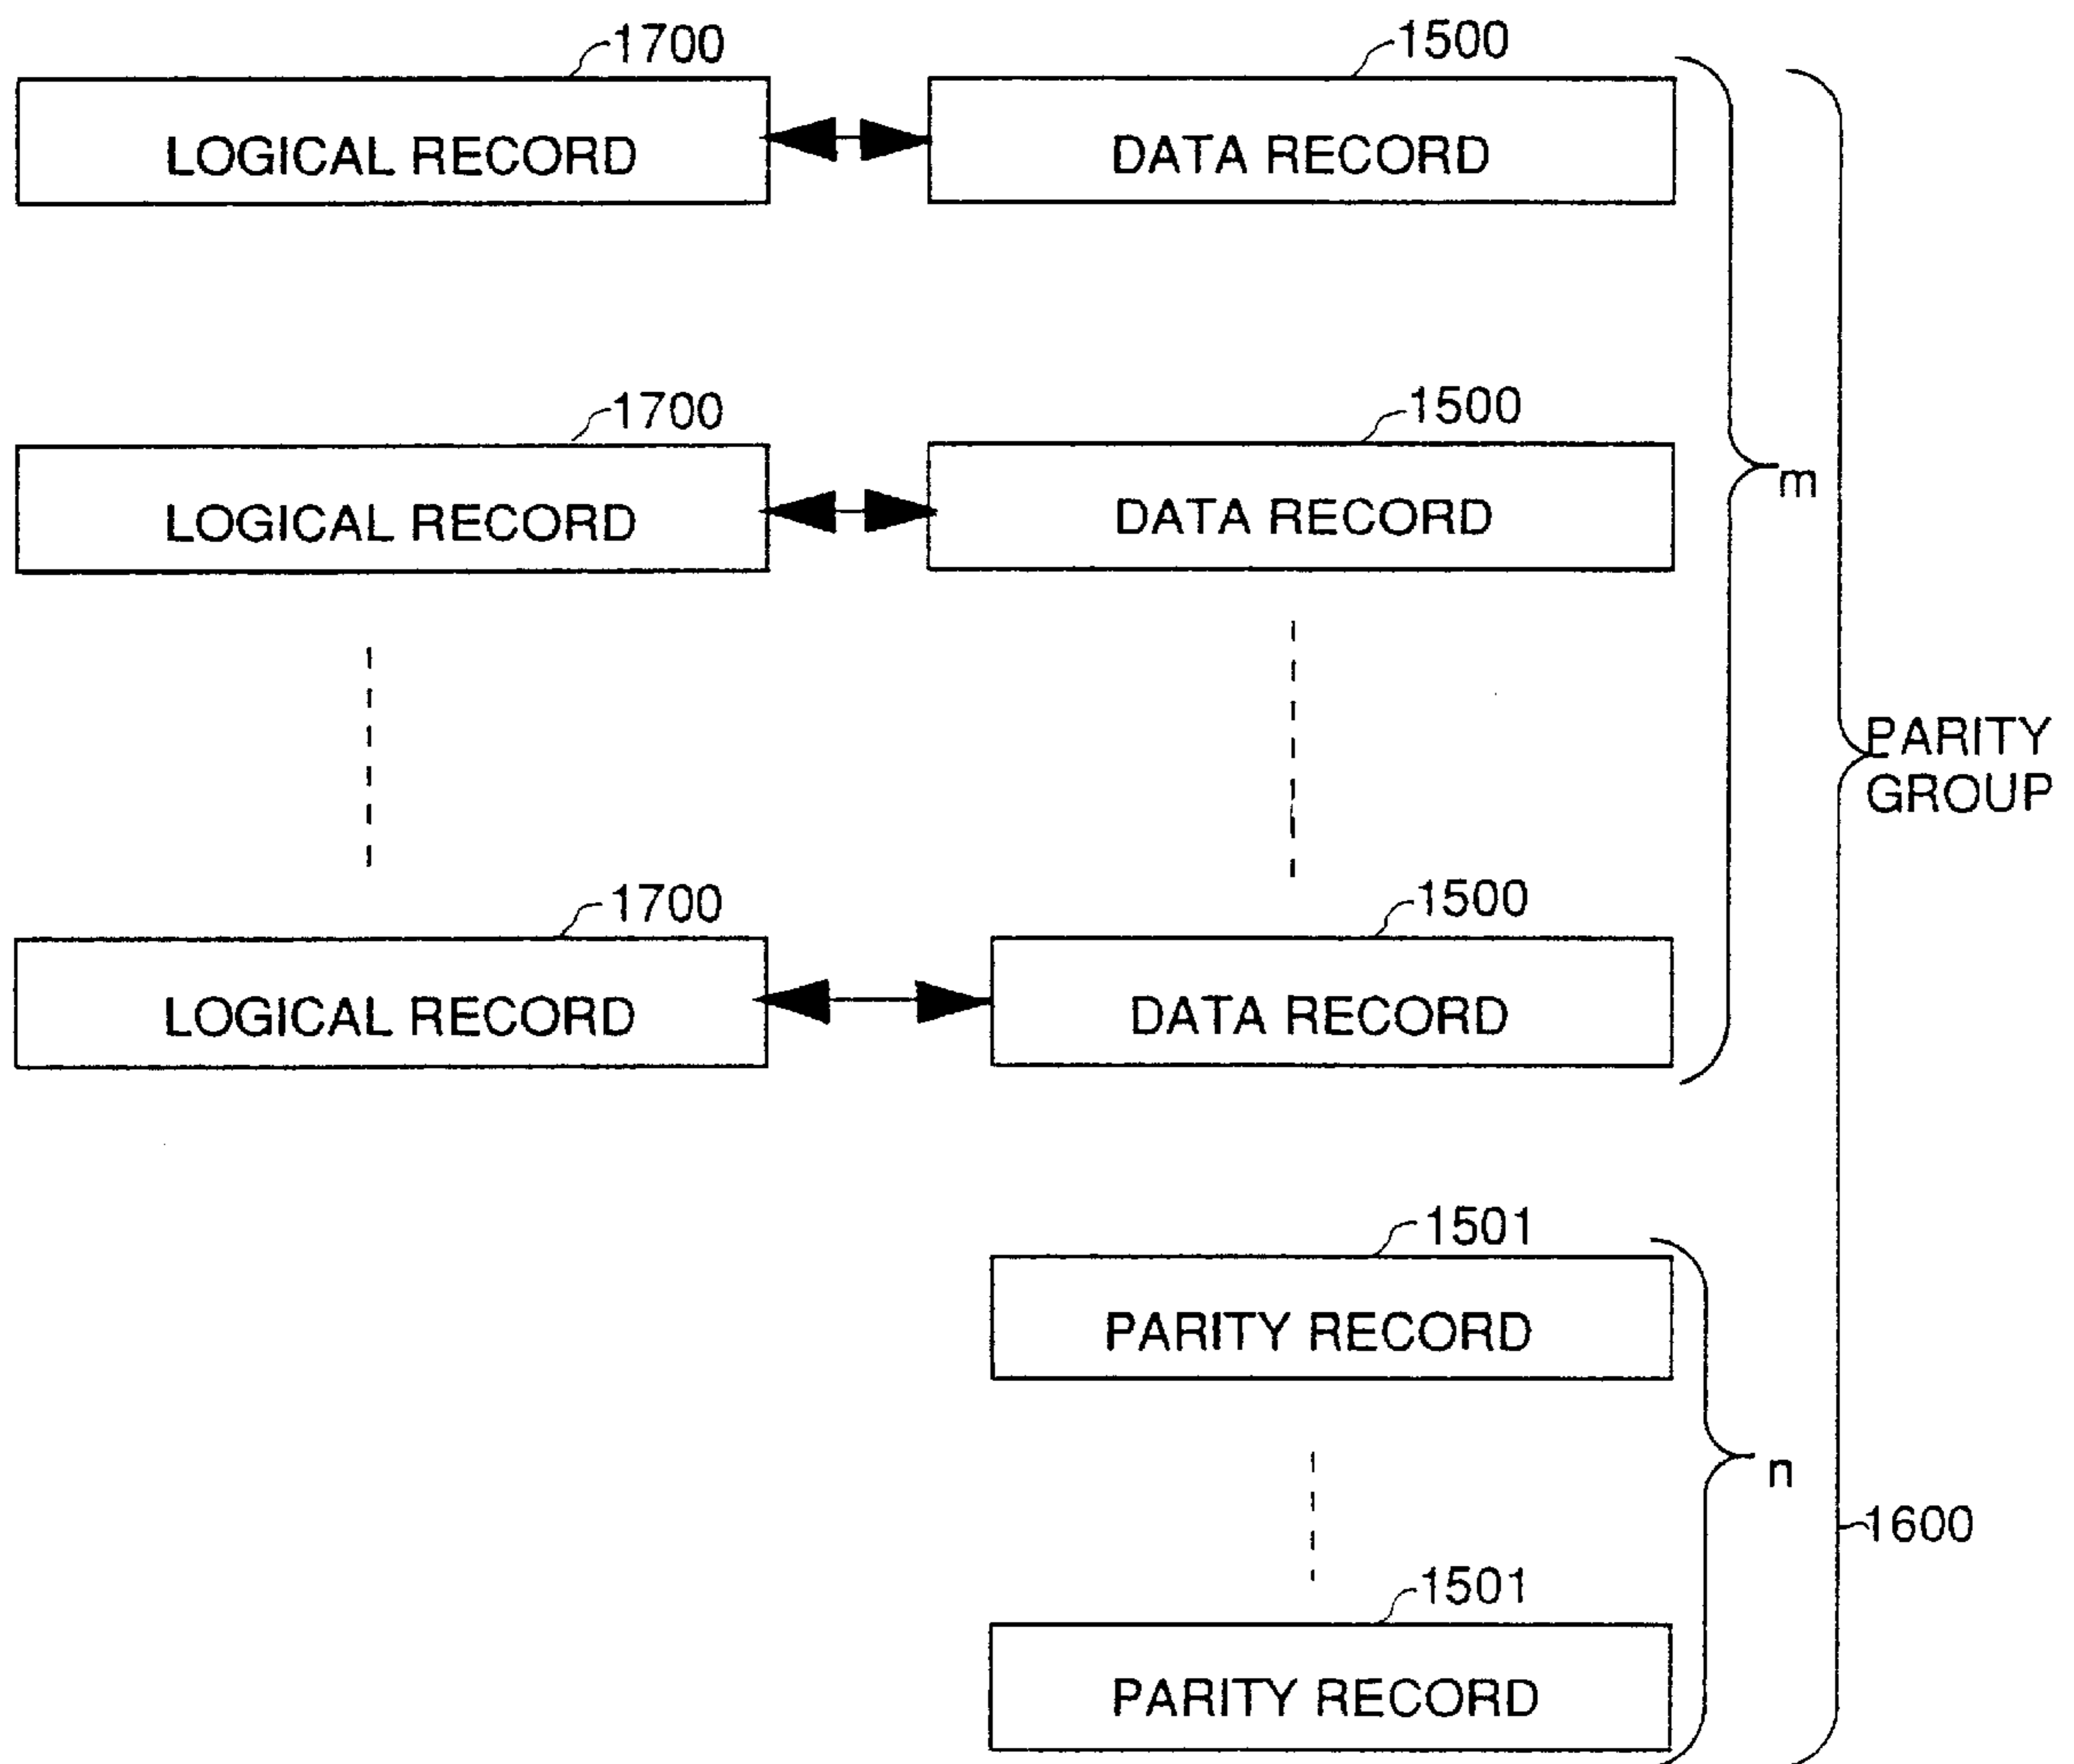 1700
1500
LOGICAL RECORD
DATA RECORD
1700
1500
LOGICAL RECORD
DATA RECORD
m
PARITY
GROUP
1700
1500
LOGICAL RECORD
DATA RECORD
1501
PARITY RECORD
n
1600
1501
PARITY RECORD